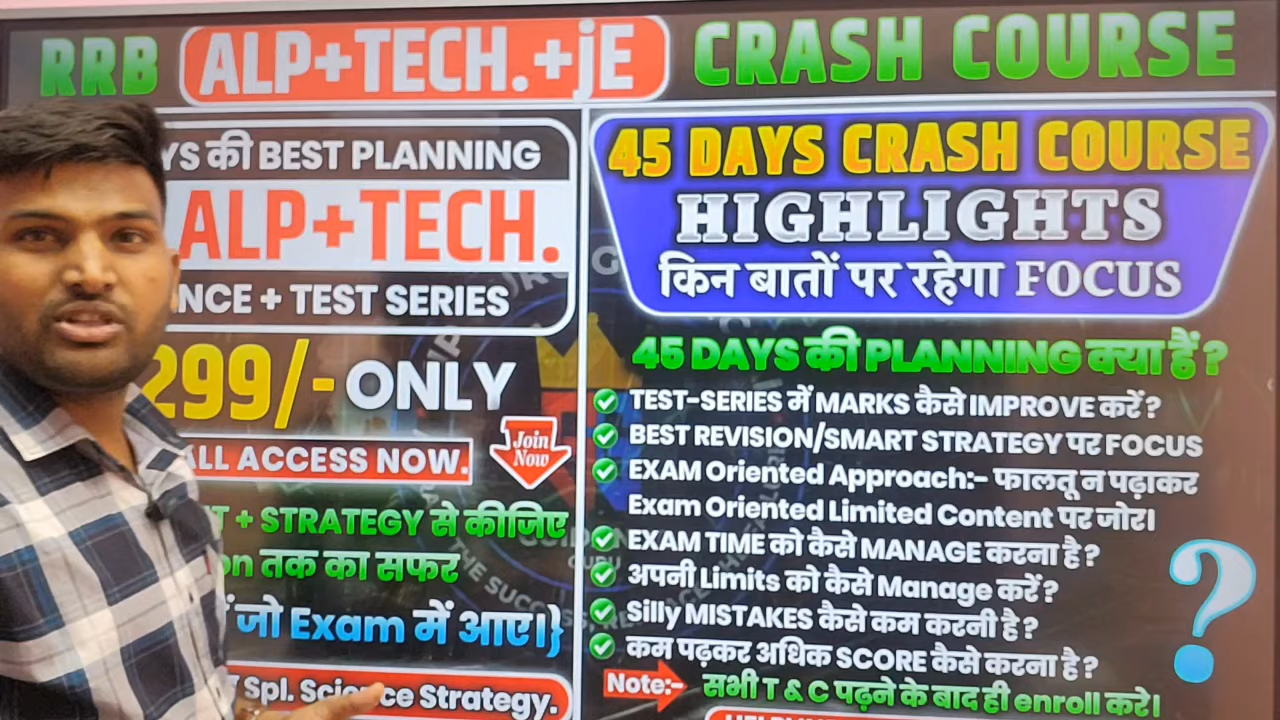 RRB ALP+TECH.+jE CRASH COURSE
की BEST PLANNING
ALP+TECH.
+ TEST SERIES
299/- ONLY
ALL ACCESS NOW.
Join
Now
+ STRATEGY से कीजिए
तक का सफर
जो Exam में आए।}
Spl. Science Strategy.
45 DAYS CRASH COURSE
HIGHLIGHTS
किन बातों पर रहेगा FOCUS
45 DAYS की PLANNING क्या हैं ?
TEST-SERIES में MARKS कैसे IMPROVE करें ?
BEST REVISION/SMART STRATEGY पर FOCUS
EXAM Oriented Approach:- फालतू न पढ़ाकर
Exam Oriented Limited Content पर जोर।
EXAM TIME को कैसे MANAGE करना है ?
अपनी Limits को कैसे Manage करें ?
Silly MISTAKES कैसे कम करनी है ?
कम पढ़कर अधिक SCORE कैसे करना है ?
?
Note:- सभी T & C पढ़ने के बाद ही enroll करे।